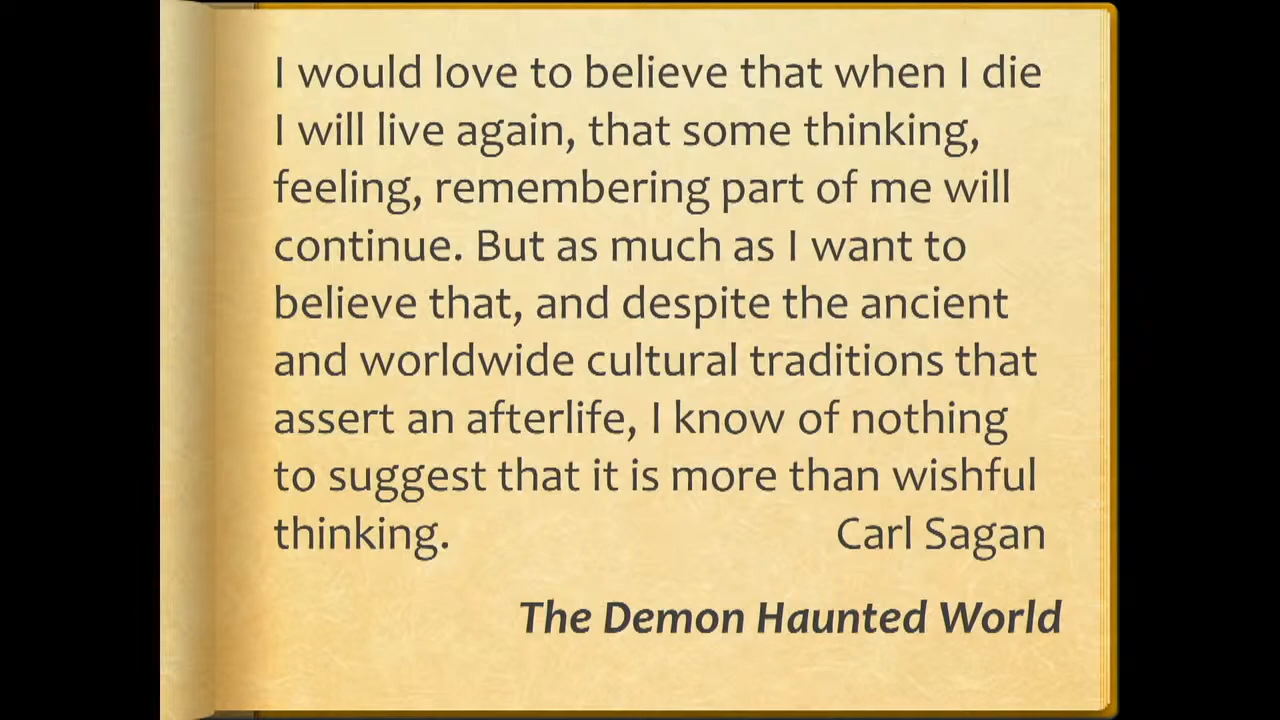 I would love to believe that when I die
I will live again, that some thinking,
feeling, remembering part of me will
continue. But as much as I want to
believe that, and despite the ancient
and worldwide cultural traditions that
assert an afterlife, I know of nothing
to suggest that it is more than wishful
thinking. Carl Sagan
The Demon Haunted World